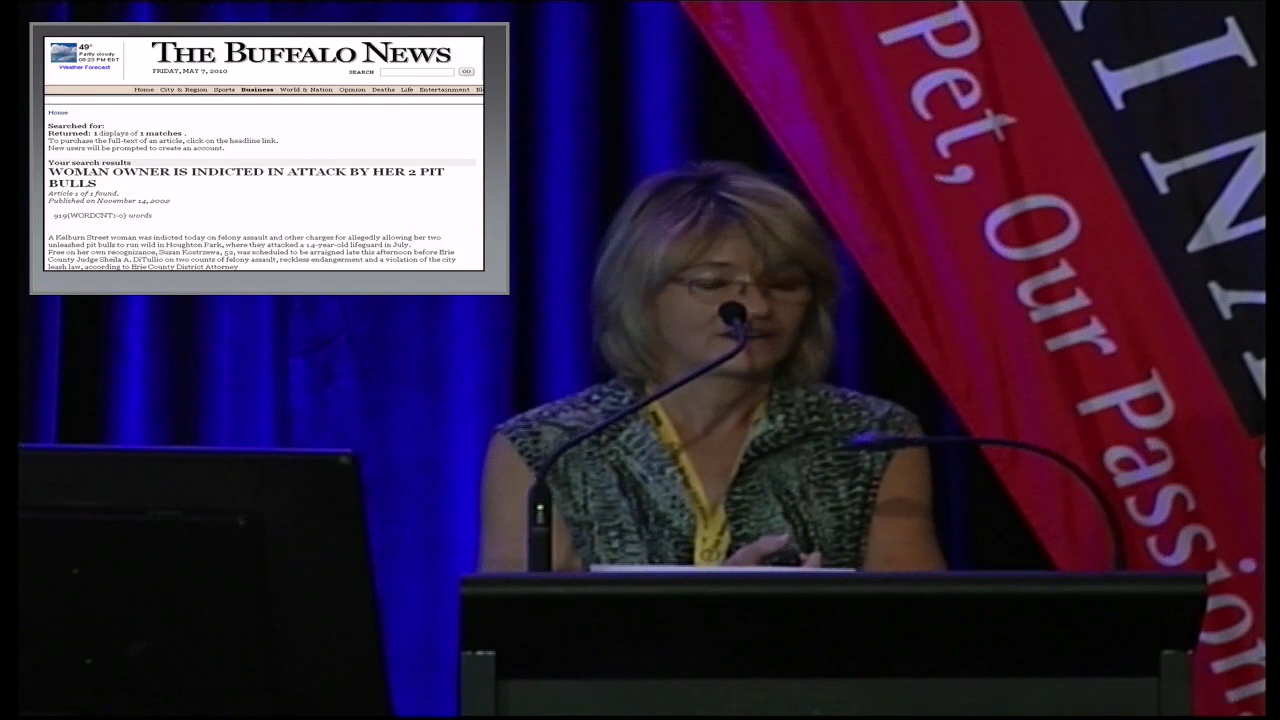 49°
Partly cloudy
08:23 PM EDT
Weather Forecast
THE BUFFALO NEWS
FRIDAY, MAY 7, 2010
SEARCH
GO
Home City & Region Sports Business World & Nation Opinion Deaths Life Entertainment
Home
Searched for:
Returned: 1 displays of 1 matches .
To purchase the full-text of an article, click on the headline link.
New users will be prompted to create an account.
Your search results
WOMAN OWNER IS INDICTED IN ATTACK BY HER 2 PIT
BULLS
Article 1 of 1 found.
Published on November 14, 2002
919(WORDCNT:-0) words
A Kelburn Street woman was indicted today on felony assault and other charges for allegedly allowing her two
unleashed pit bulls to run wild in Houghton Park, where they attacked a 14-year-old lifeguard in July.
Free on her own recognizance, Susan Kostrzewa, 52, was scheduled to be arraigned late this afternoon before Erie
County Judge Sheila A. DiTullio on two counts of felony assault, reckless endangerment and a violation of the city
leash law, according to Erie County District Attorney
Pet, Our Passion